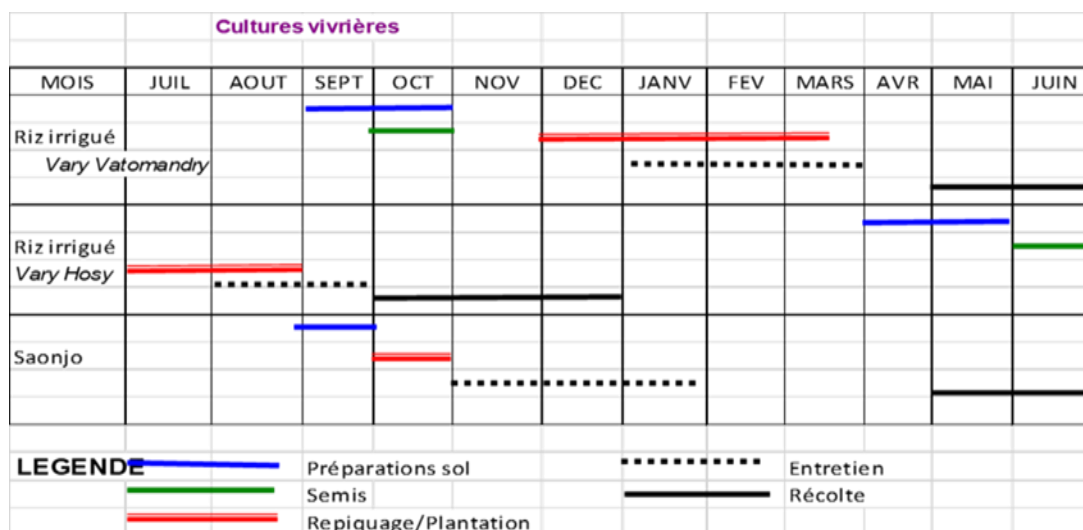 Cultures vivrières
MOIS JUIL AOUT SEPT OCT NOV DEC JANV FEV MARS AVR MAI JUIN
Riz irrigué
Vary Vatomandry
Riz irrigué
Vary Hosy
Saonjo
LEGENDE Préparations sol Entretien
Semis Récolte
Repiquage/Plantation